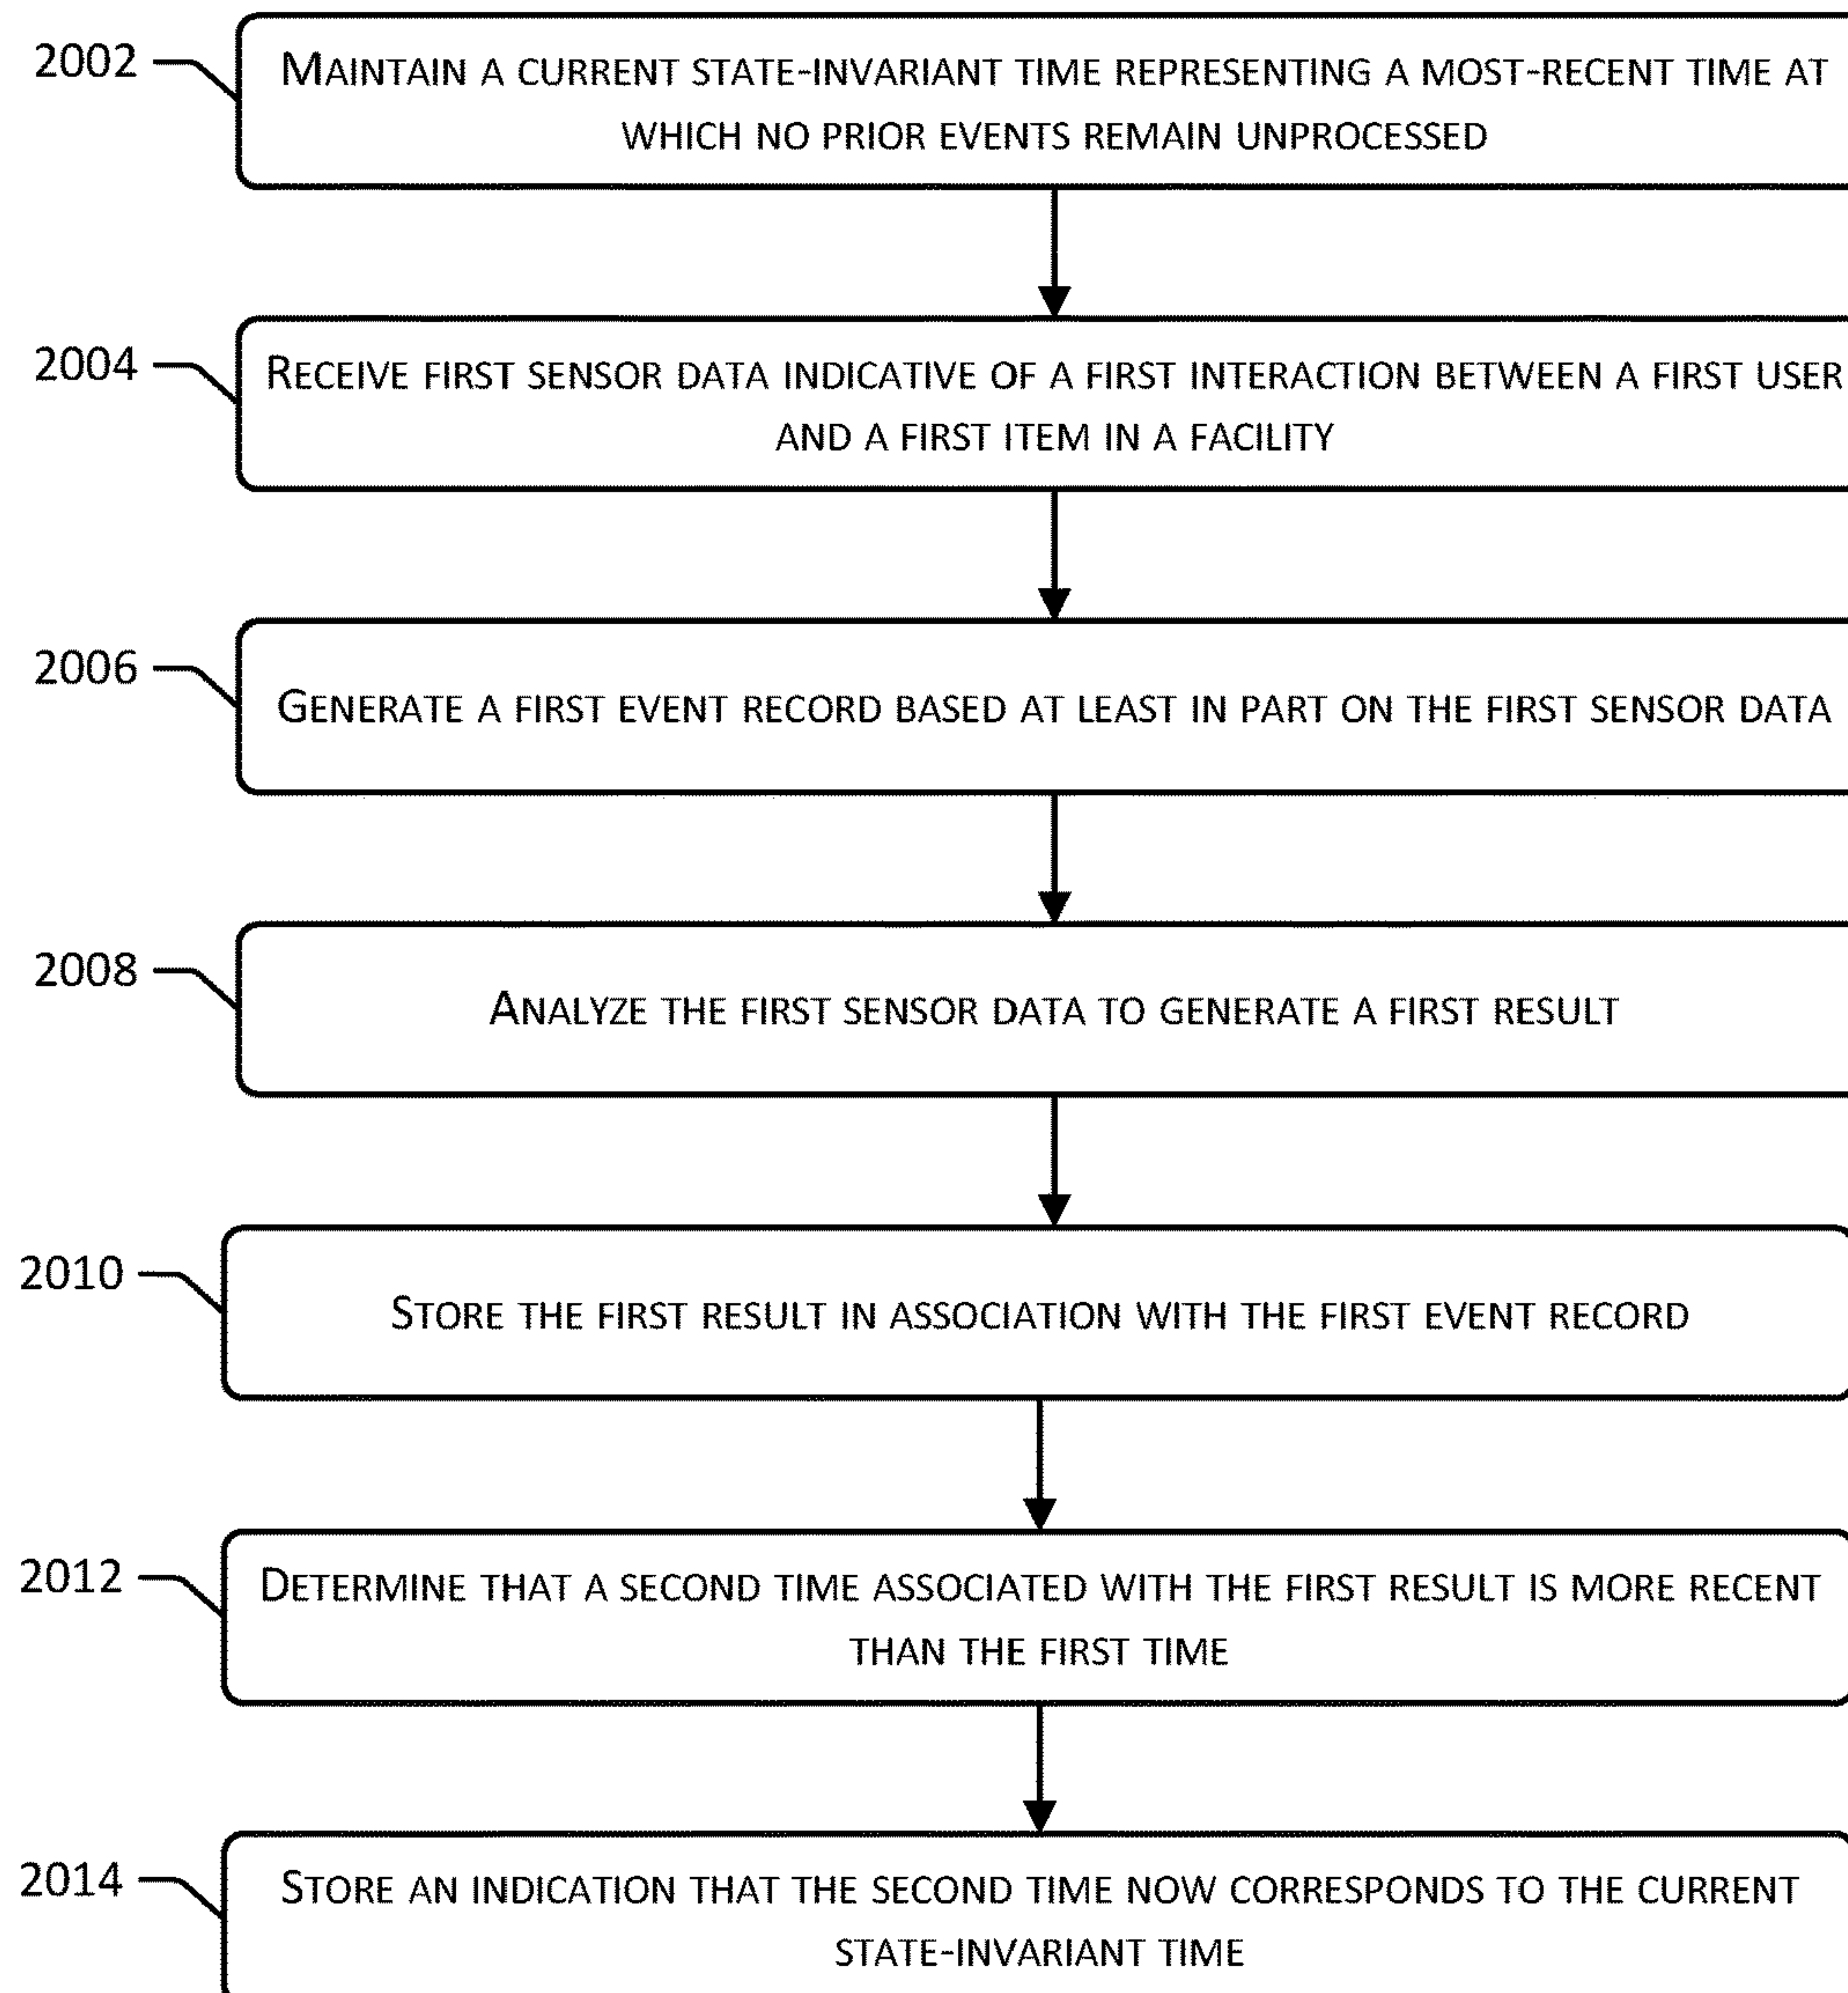 2002
MAINTAIN A CURRENT STATE-INVARIANT TIME REPRESENTING A MOST-RECENT TIME AT
WHICH NO PRIOR EVENTS REMAIN UNPROCESSED
2004
RECEIVE FIRST SENSOR DATA INDICATIVE OF A FIRST INTERACTION BETWEEN A FIRST USER
AND A FIRST ITEM IN A FACILITY
2006
GENERATE A FIRST EVENT RECORD BASED AT LEAST IN PART ON THE FIRST SENSOR DATA
2008
ANALYZE THE FIRST SENSOR DATA TO GENERATE A FIRST RESULT
2010
STORE THE FIRST RESULT IN ASSOCIATION WITH THE FIRST EVENT RECORD
2012
DETERMINE THAT A SECOND TIME ASSOCIATED WITH THE FIRST RESULT IS MORE RECENT
THAN THE FIRST TIME
2014
STORE AN INDICATION THAT THE SECOND TIME NOW CORRESPONDS TO THE CURRENT
STATE-INVARIANT TIME